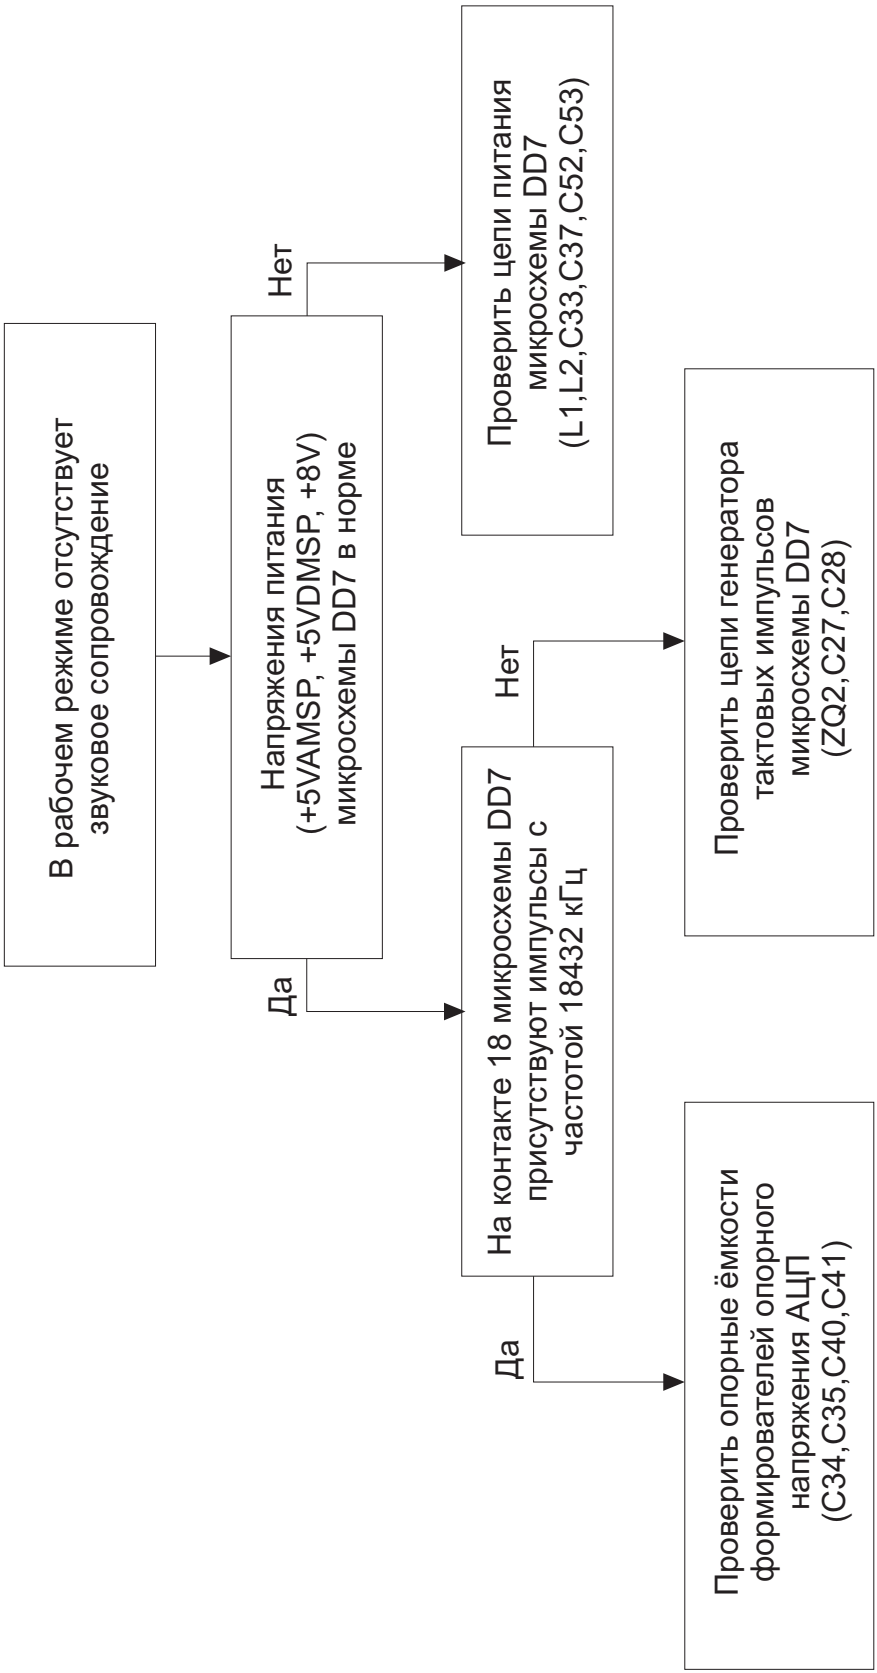 В рабочем режиме отсутствует
звуковое сопровождение
Напряжения питания
(+5VAMSP, +5VDMSP, +8V)
микросхемы DD7 в норме
Да
Нет
На контакте 18 микросхемы DD7
присутствуют импульсы с
частотой 18432 кГц
Проверить цепи питания
микросхемы DD7
(L1,L2,C33,C37,C52,C53)
Да
Нет
Проверить опорные ёмкости
формирователей опорного
напряжения АЦП
(C34,C35,C40,C41)
Проверить цепи генератора
тактовых импульсов
микросхемы DD7
(ZQ2,C27,C28)